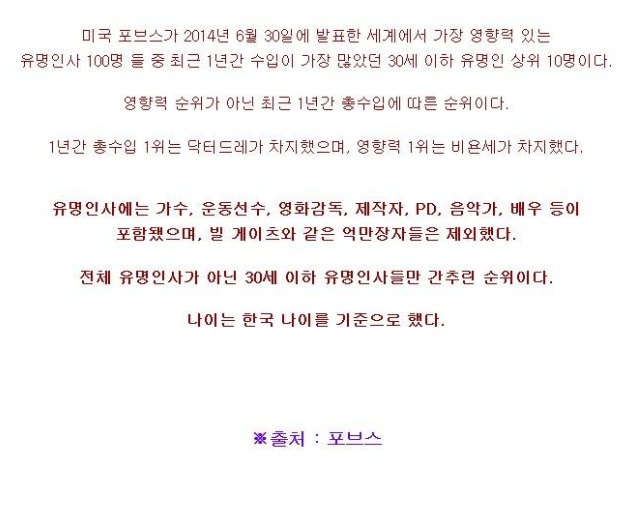 미국 포브스가 2014년 6월 30일에 발표한 세계에서 가장 영향력 있는
유명인사 100명 들 중 최근 1년간 수입이 가장 많았던 30세 이하 유명인 상위 10명이다.
영향력 순위가 아닌 최근 1년간 총수입에 따른 순위이다.
1년간 총수입 1위는 닥터드레가 차지했으며, 영향력 1위는 비욘세가 차지했다.
유명인사에는 가수, 운동선수, 영화감독, 제작자, PD, 음악가, 배우 등이
포함됐으며, 빌 게이츠와 같은 억만장자들은 제외했다.
전체 유명인사가 아닌 30세 이하 유명인사들만 간추린 순위이다.
나이는 한국 나이를 기준으로 했다.
※출처 : 포브스